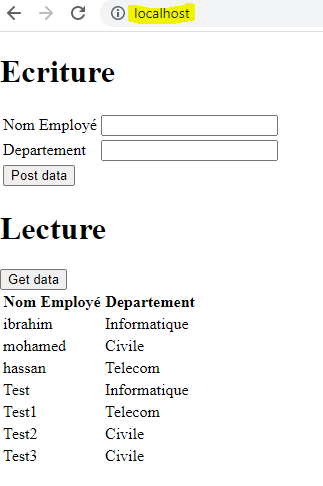 localhost
Ecriture
Nom Employé
Departement
Post data
Lecture
Get data
Nom Employé Departement
ibrahim Informatique
mohamed Civile
hassan Telecom
Test Informatique
Test1 Telecom
Test2 Civile
Test3 Civile